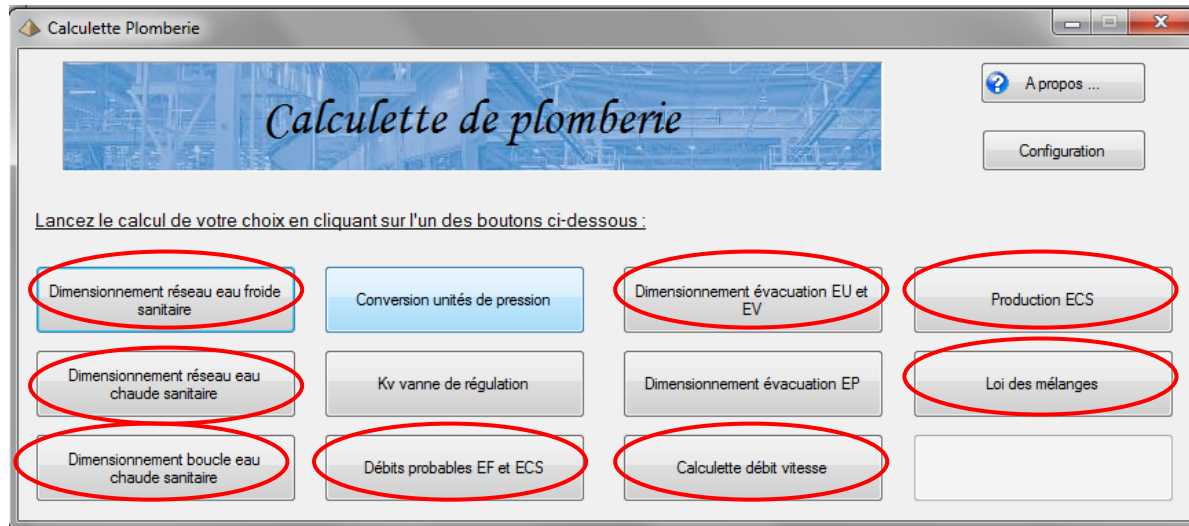 Calculette Plomberie
Calculette de plomberie
A propos ...
Configuration
Lancez le calcul de votre choix en cliquant sur l'un des boutons ci-dessous :
Dimensionnement réseau eau froide
sanitaire
Conversion unités de pression
Dimensionnement évacuation EU et
EV
Production ECS
Dimensionnement réseau eau
chaude sanitaire
Kv vanne de régulation
Dimensionnement évacuation EP
Loi des mélanges
Dimensionnement boucle eau
chaude sanitaire
Débits probables EF et ECS
Calculette débit vitesse